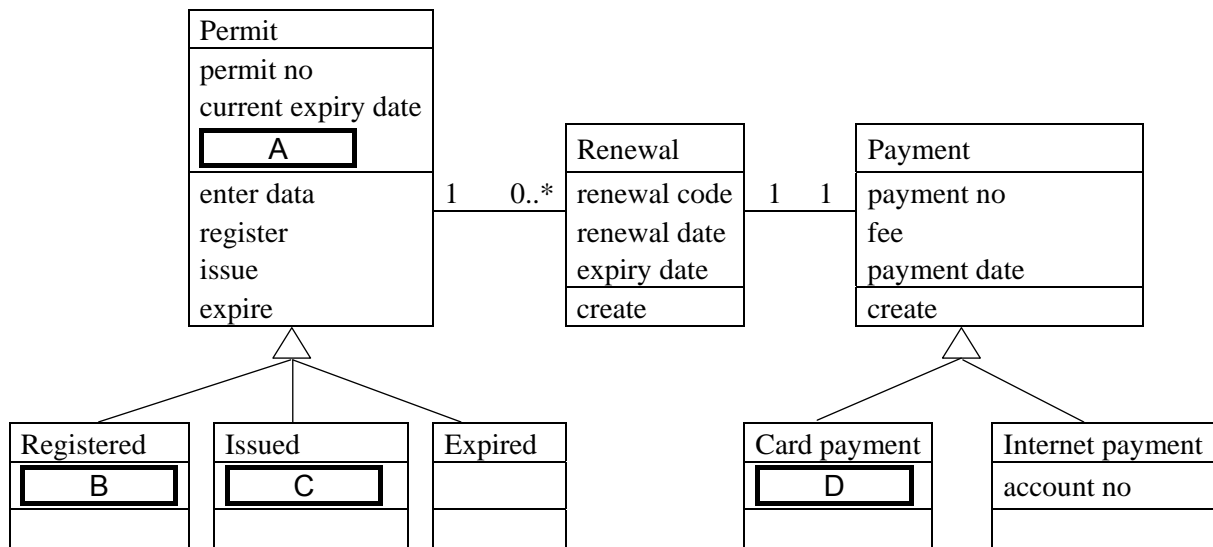 Permit
permit no
current expiry date
A
enter data
register
issue
expire
1 0..*
Renewal
renewal code
renewal date
expiry date
create
1 1
Payment
payment no
fee
payment date
create
Registered
B
Issued
C
Expired
Card payment
D
Internet payment
account no